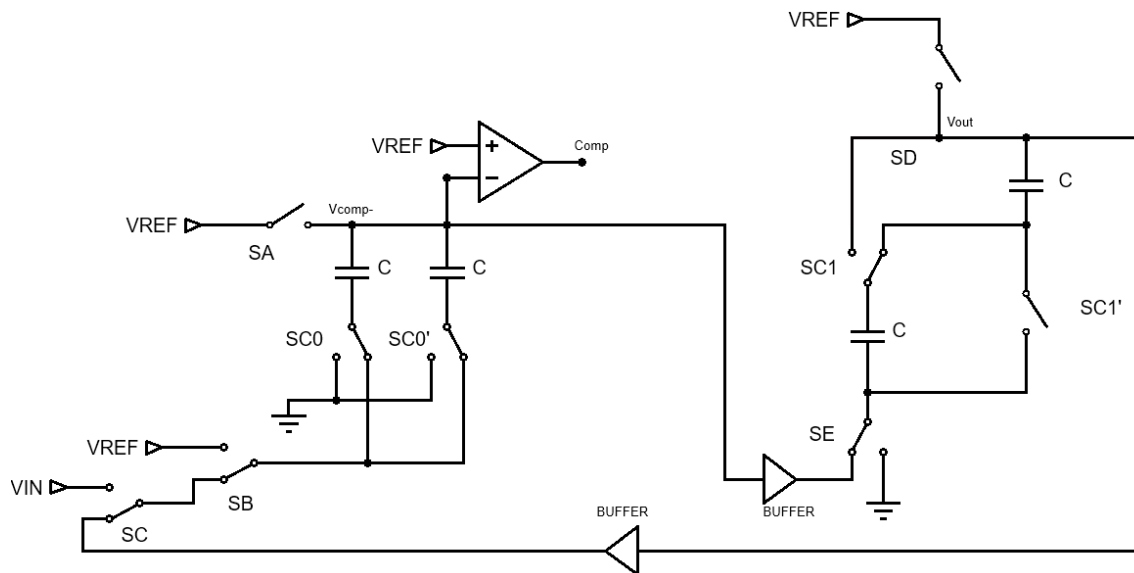 VREF
Vout
SD
C
VREF
+
−
Comp
VREF
SA
Vcomp-
C
C
SC0
SC0'
SC1
C
SC1'
VREF
SB
VIN
SC
BUFFER
BUFFER
SE